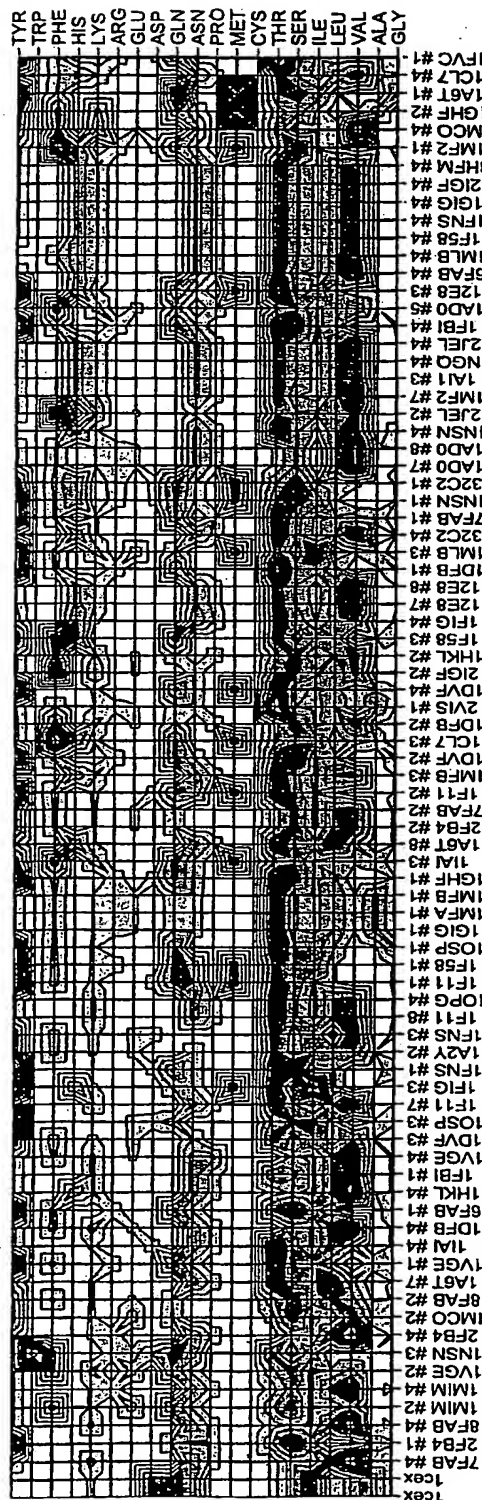 TYR
TRP
PHE
HIS
LYS
ARG
GLU
ASP
GLN
ASN
PRO
MET
CYS
THR
SER
ILE
LEU
VAL
ALA
GLY
1FVC #1
1CL7 #4
1A6T #1
1GHF #2
1MCO #4
1MF2 #1
3HFM #4
2IGF #4
1GIG #4
1FNS #4
1F58 #4
1MLB #4
6FAB #4
12E8 #3
1AD0 #5
1FBI #4
2JEL #4
1NGQ #4
1AI1 #3
1MF2 #7
2JEL #2
1NSN #4
1AD0 #8
1AD0 #7
32C2 #1
1NSN #1
7FAB #1
32C2 #4
1MLB #3
1DFB #1
12E8 #8
12E8 #7
1FIG #4
1F58 #3
1HKL #2
2IGF #2
1DVF #4
2VIS #1
1DFB #2
1CL7 #3
1DVF #2
1MFB #3
1F11 #2
7FAB #2
2FB4 #2
1A6T #8
1IAI #3
1GHF #1
1MFB #1
1MFA #1
1GIG #1
1OSP #1
1F58 #1
1F11 #1
1OPG #4
1F11 #8
1FNS #3
1A2Y #2
1FNS #1
1FIG #3
1F11 #7
1OSP #3
1DVF #3
1VGE #4
1FBI #1
1HKL #4
6FAB #1
1DFB #4
1IAI #4
1VGE #1
1A6T #7
8FAB #2
1MCO #2
2FB4 #4
1NSN #3
1VGE #2
1MIM #4
1MIM #2
8FAB #4
2FB4 #1
7FAB #4
1cex
1cex